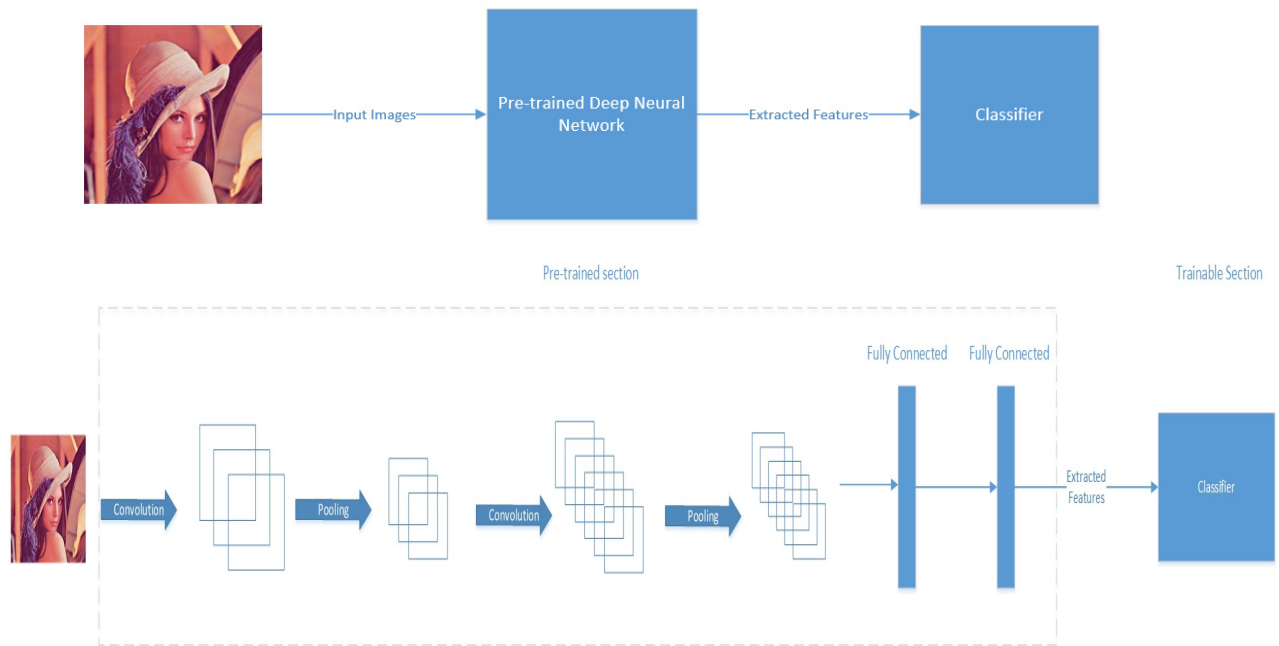 Input Images
Pre-trained Deep Neural
Network
Extracted Features
Classifier
Pre-trained section
Trainable Section
Fully Connected
Fully Connected
Convolution
Pooling
Convolution
Pooling
Extracted
Features
Classifier